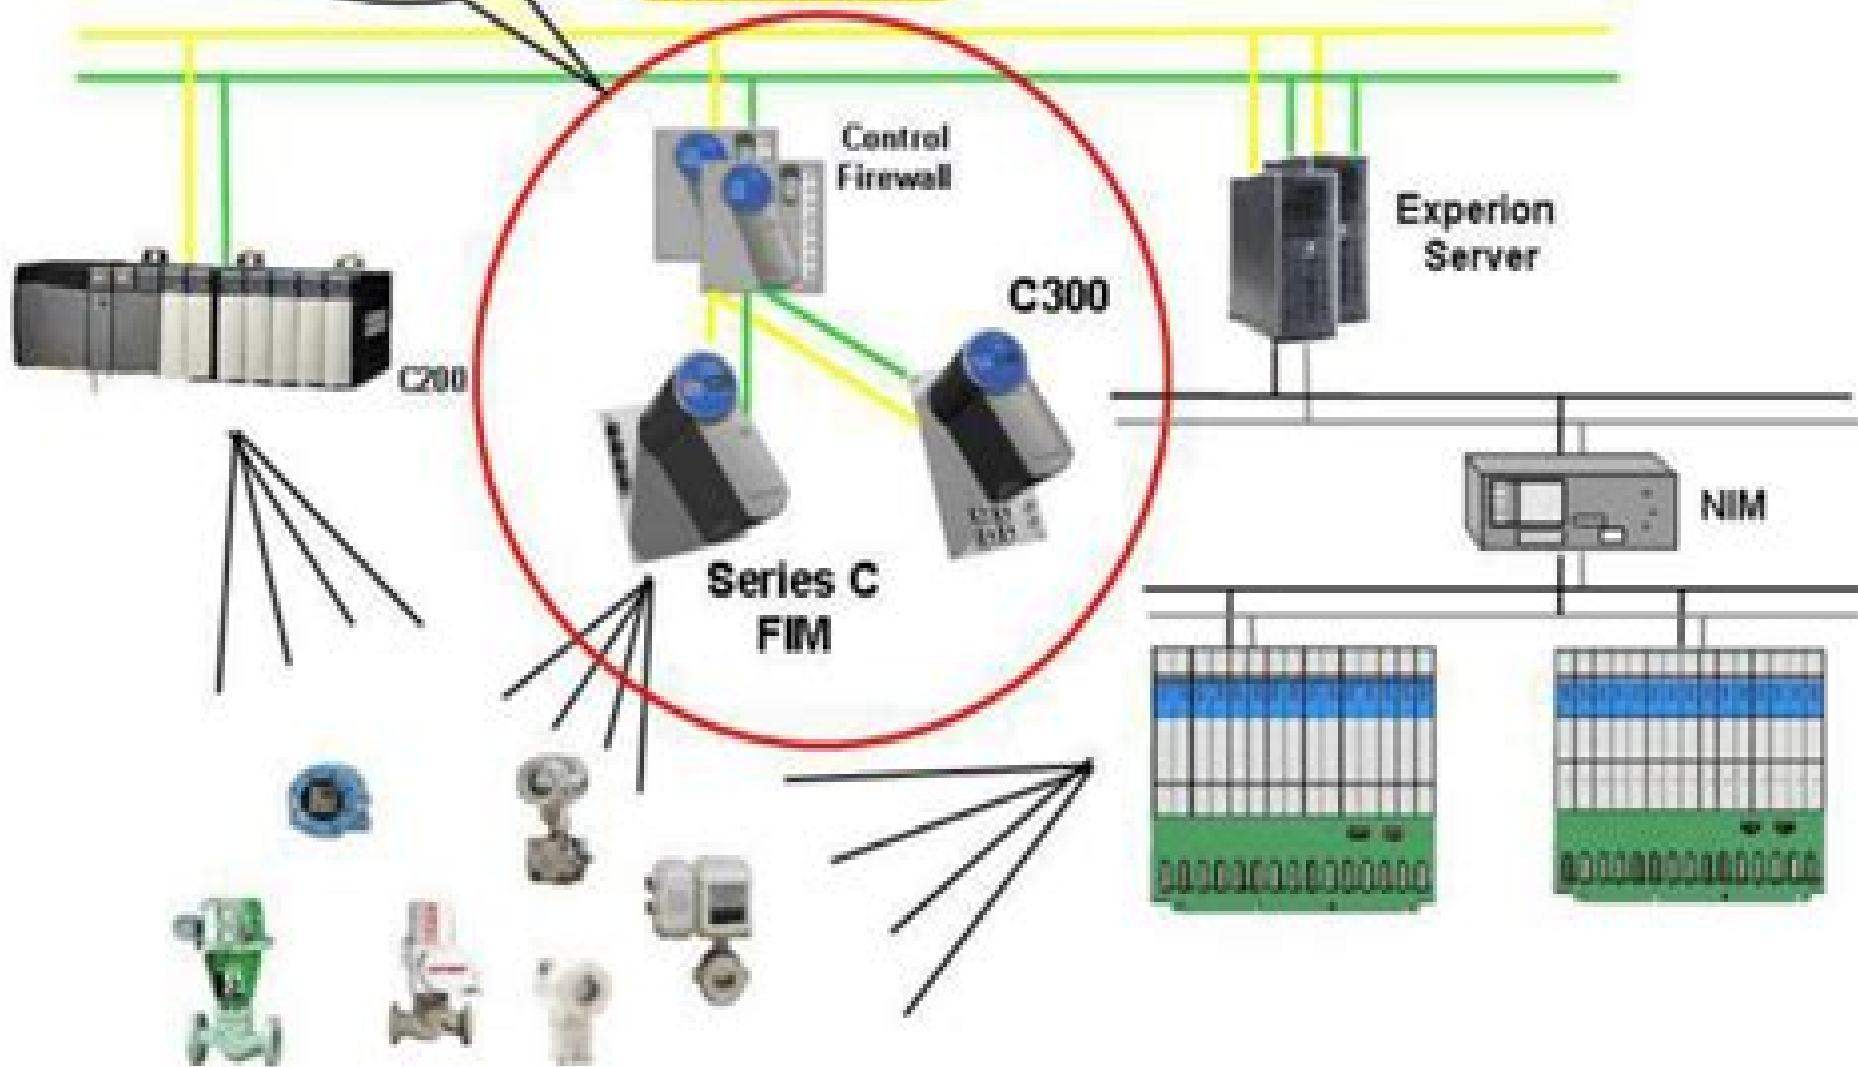 Control
Firewall
Experion
Server
C300
C200
NIM
Series C
FIM